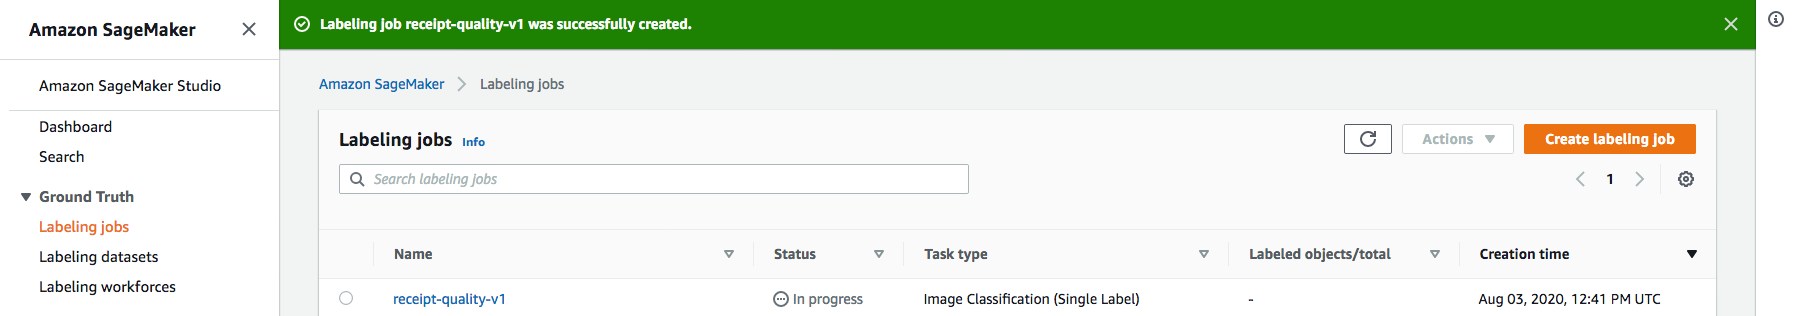 Amazon SageMaker
Amazon SageMaker Studio
Dashboard
Search
Ground Truth
Labeling jobs
Labeling datasets
Labeling workforces
Labeling job receipt-quality-v1 was successfully created.
Amazon SageMaker > Labeling jobs
Labeling jobs Info
Actions
Create labeling job
Search labeling jobs
1
Name Status Task type Labeled objects/total Creation time
receipt-quality-v1 In progress Image Classification (Single Label) - Aug 03, 2020, 12:41 PM UTC